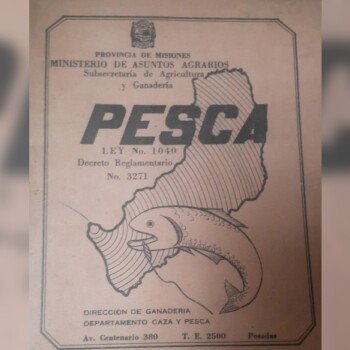 PROVINCIA DE MISIONES
MINISTERIO DE ASUNTOS AGRARIOS
Subsecretaría de Agricultura
y Ganadería
PESCA
LEY No. 1040
Decreto Reglamentario
No. 3271
DIRECCION DE GANADERIA
DEPARTAMENTO CAZA Y PESCA
Av. Centenario 380 T. E. 2500 Posadas